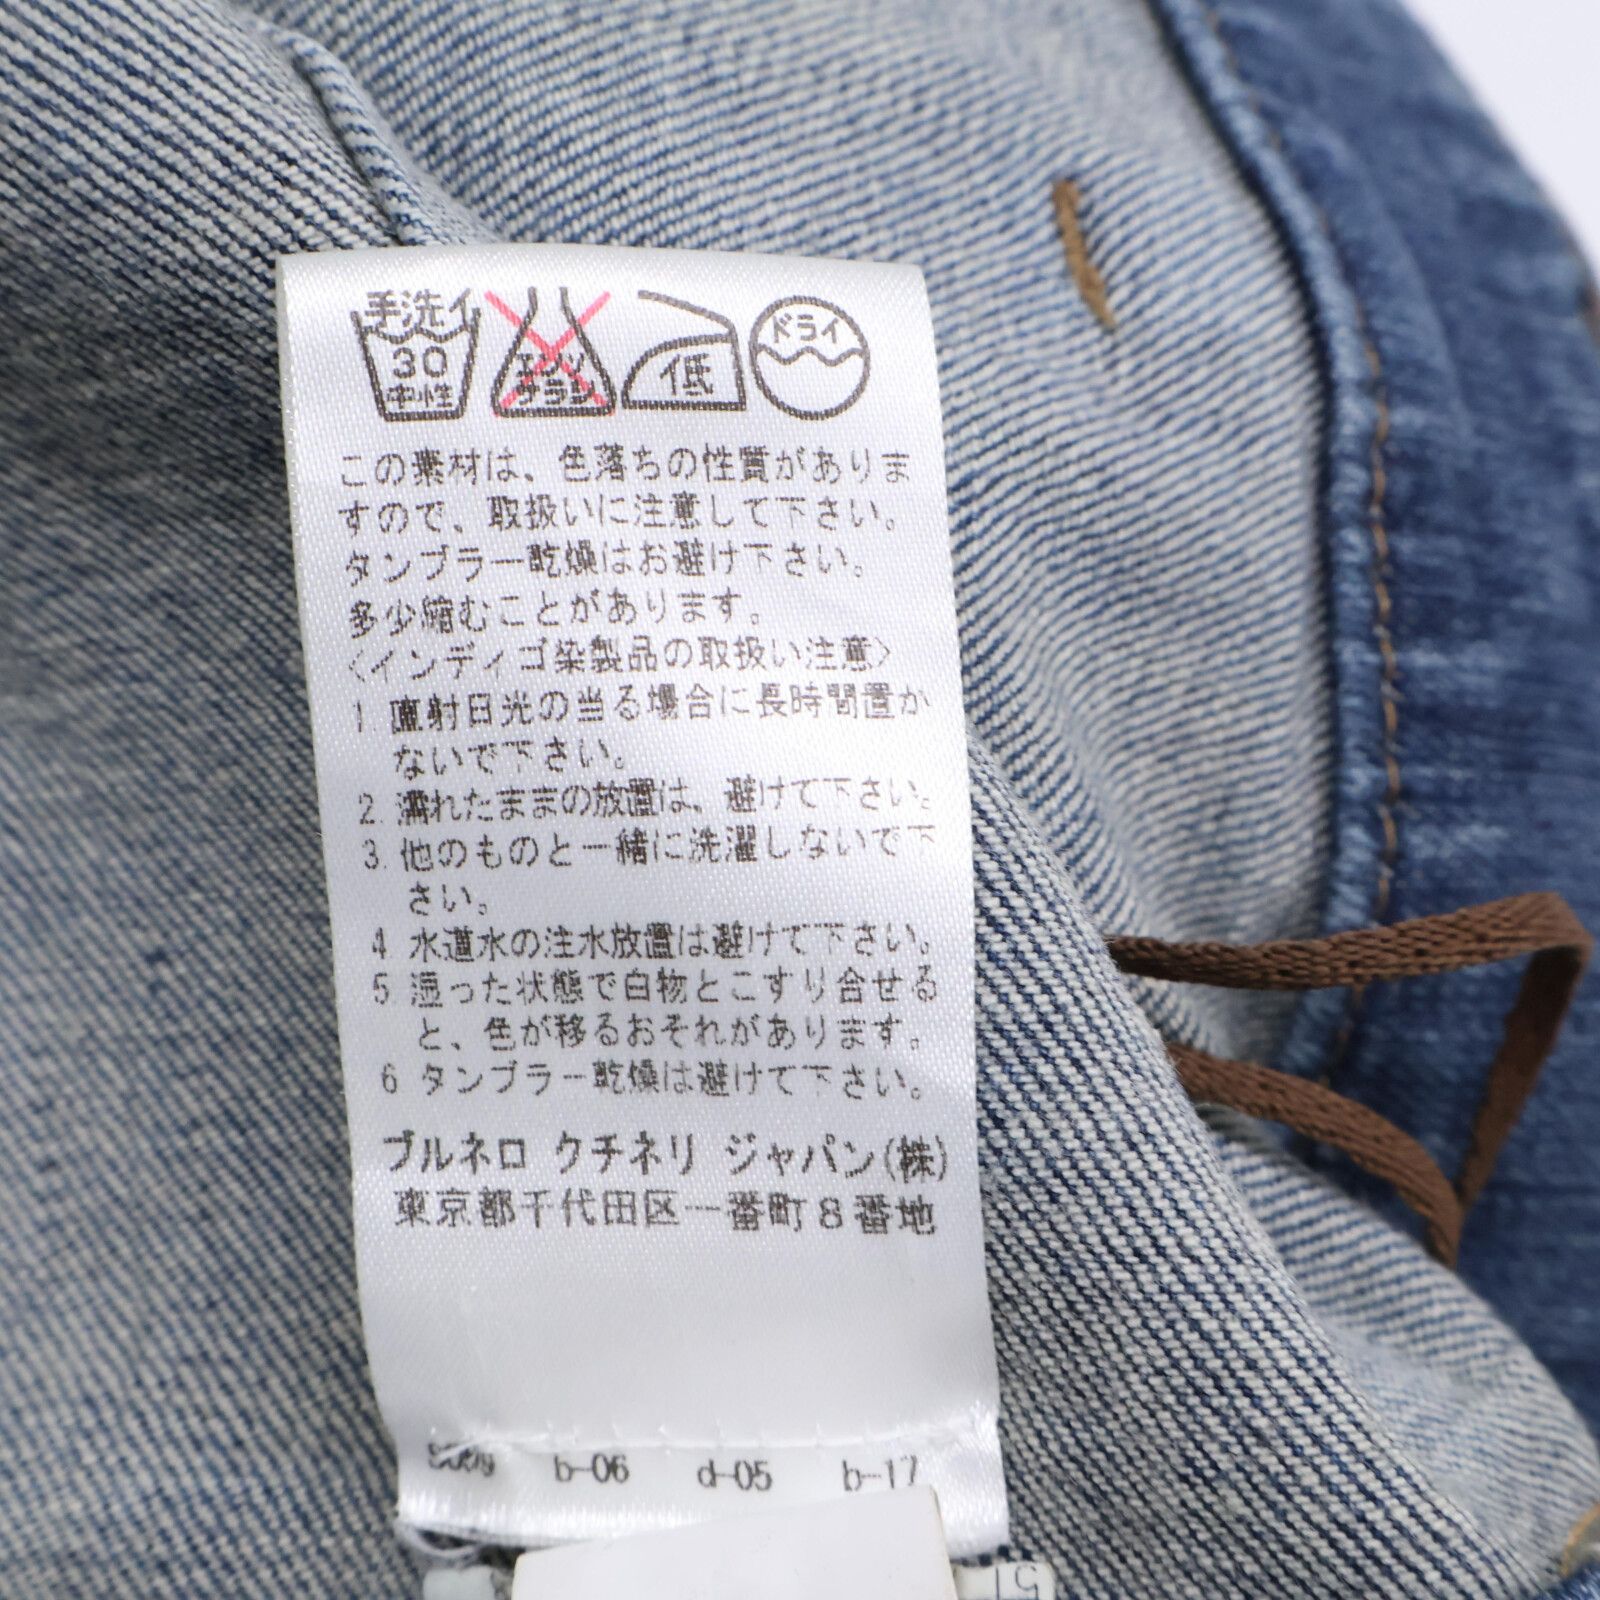 手洗イ
30
中性
エンソ
サラシ
低
ドライ
この素材は、色落ちの性質がありま
すので、取扱いに注意して下さい。
タンブラー乾燥はお避け下さい。
多少縮むことがあります。
〈インディゴ染製品の取扱い注意〉
1. 直射日光の当る場合に長時間置か
ないで下さい。
2. 濡れたままの放置は、避けて下さい。
3. 他のものと一緒に洗濯しないで下
さい。
4 水道水の注水放置は避けて下さい。
5 湿った状態で白物とこすり合せる
と、色が移るおそれがあります。
6 タンブラー乾燥は避けて下さい。
ブルネロ クチネリ ジャパン(株)
東京都千代田区一番町8番地
b-06 d-05 b-17